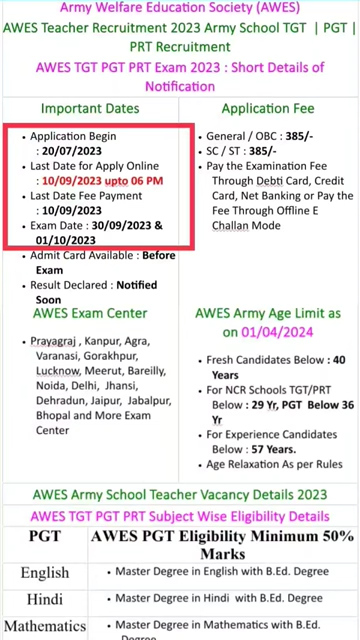 Army Welfare Education Society (AWES)
AWES Teacher Recruitment 2023 Army School TGT | PGT |
PRT Recruitment
AWES TGT PGT PRT Exam 2023 : Short Details of
Notification
Important Dates
• Application Begin
: 20/07/2023
• Last Date for Apply Online
: 10/09/2023 upto 06 PM
• Last Date Fee Payment
: 10/09/2023
• Exam Date : 30/09/2023 &
01/10/2023
• Admit Card Available : Before
Exam
• Result Declared : Notified
Soon
Application Fee
• General / OBC : 385/-
• SC / ST : 385/-
• Pay the Examination Fee
Through Debti Card, Credit
Card, Net Banking or Pay the
Fee Through Offline E
Challan Mode
AWES Exam Center
• Prayagraj , Kanpur, Agra,
Varanasi, Gorakhpur,
Lucknow, Meerut, Bareilly,
Noida, Delhi, Jhansi,
Dehradun, Jaipur, Jabalpur,
Bhopal and More Exam
Center
AWES Army Age Limit as
on 01/04/2024
• Fresh Candidates Below : 40
Years
• For NCR Schools TGT/PRT
Below : 29 Yr, PGT Below 36
Yr
• For Experience Candidates
Below : 57 Years.
• Age Relaxation As per Rules
AWES Army School Teacher Vacancy Details 2023
AWES TGT PGT PRT Subject Wise Eligibility Details
PGT AWES PGT Eligibility Minimum 50%
Marks
English • Master Degree in English with B.Ed. Degree
Hindi • Master Degree in Hindi with B.Ed. Degree
Mathematics • Master Degree in Mathematics with B.Ed.
Degree